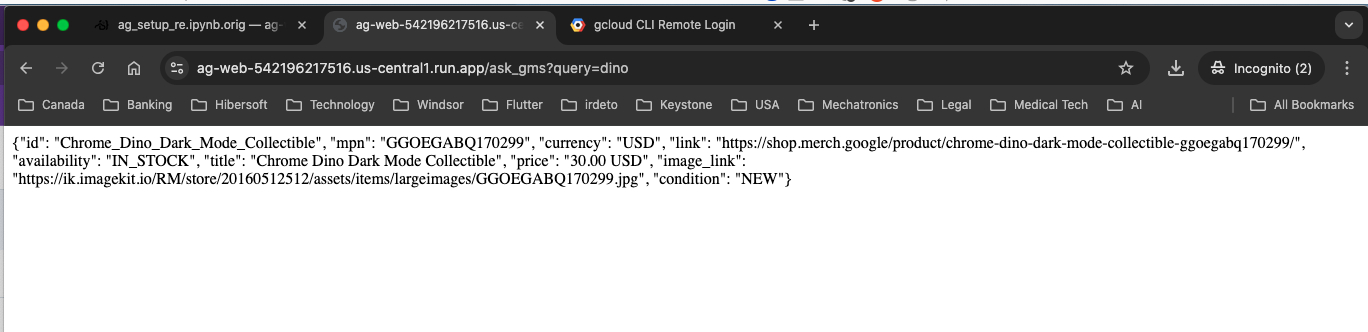 ag_setup_re.ipynb.orig — ag-
ag-web-542196217516.us-ce
gcloud CLI Remote Login
ag-web-542196217516.us-central1.run.app/ask_gms?query=dino
Incognito (2)
Canada
Banking
Hibersoft
Technology
Windsor
Flutter
irdeto
Keystone
USA
Mechatronics
Legal
Medical Tech
AI
All Bookmarks
{"id": "Chrome_Dino_Dark_Mode_Collectible", "mpn": "GGOEGABQ170299", "currency": "USD", "link": "https://shop.merch.google/product/chrome-dino-dark-mode-collectible-ggoegabq170299/",
"availability": "IN_STOCK", "title": "Chrome Dino Dark Mode Collectible", "price": "30.00 USD", "image_link":
"https://ik.imagekit.io/RM/store/20160512512/assets/items/largeimages/GGOEGABQ170299.jpg", "condition": "NEW"}